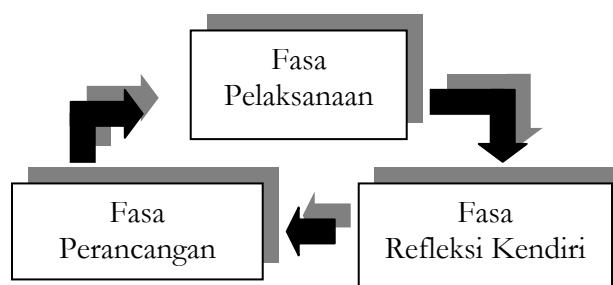 Fasa
Pelaksanaan
Fasa
Perancangan
Fasa
Refleksi Kendiri